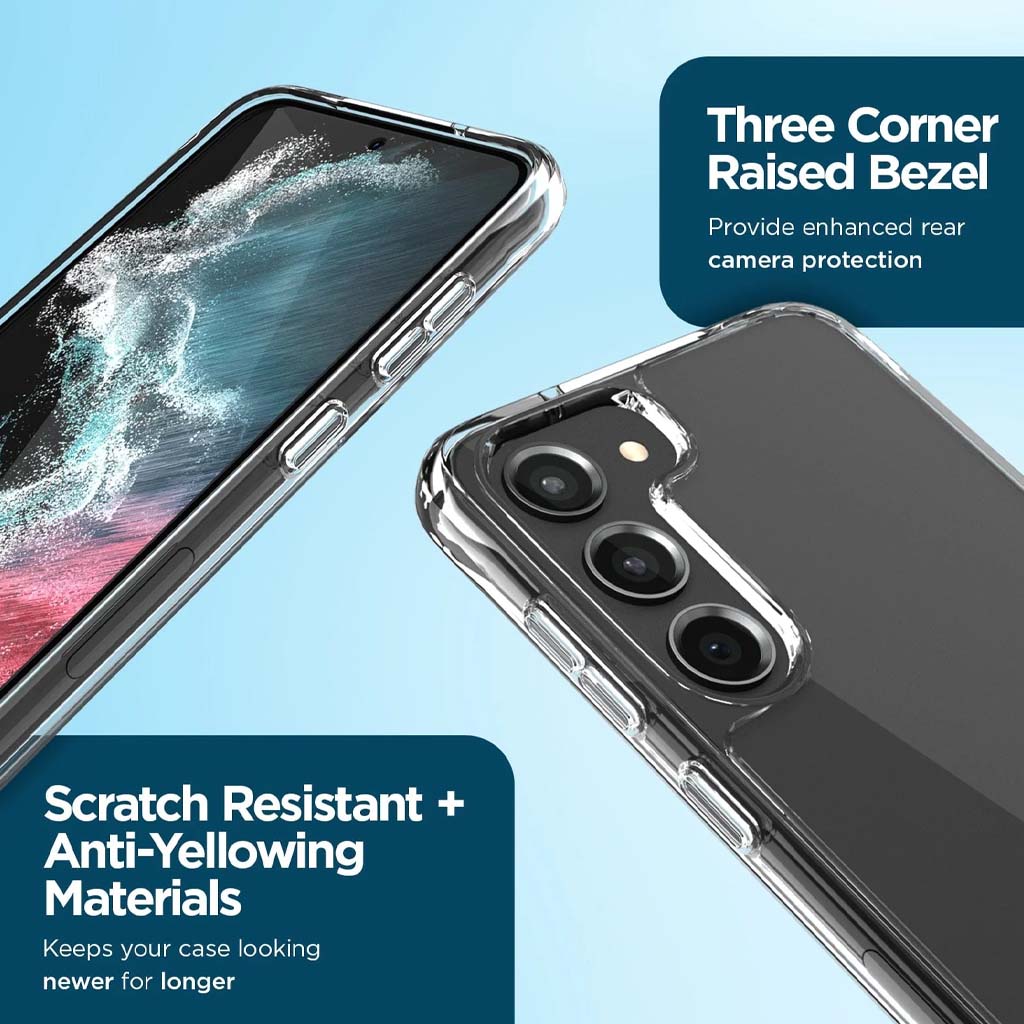 Three Corner
Raised Bezel
Provide enhanced rear
camera protection
Scratch Resistant +
Anti-Yellowing
Materials
Keeps your case looking
newer for longer